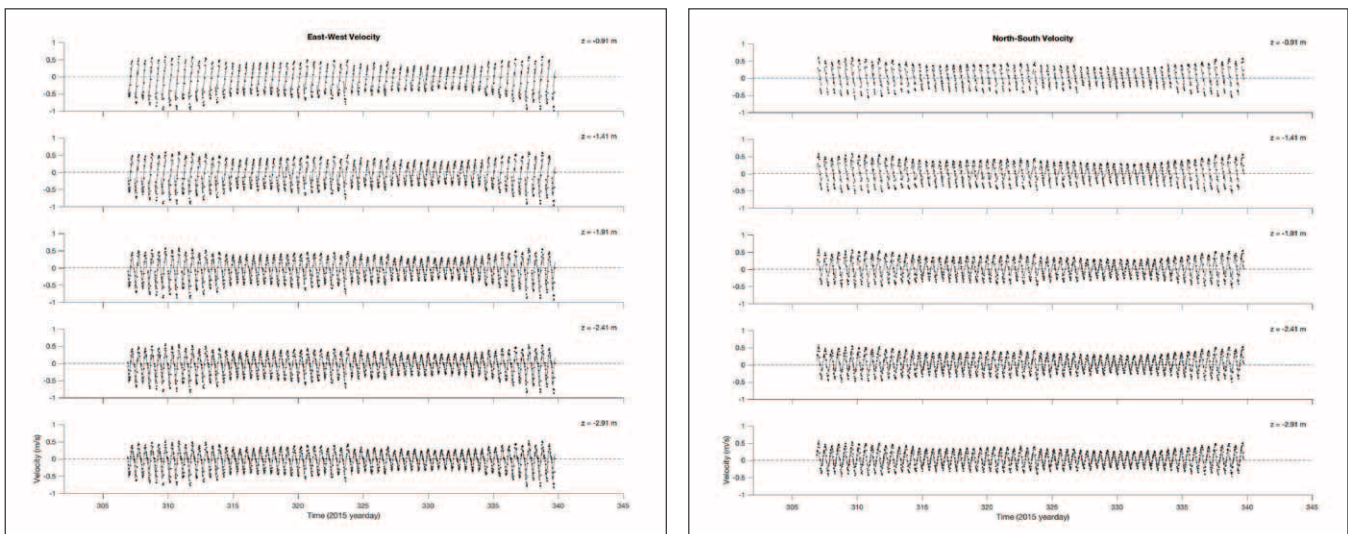 East-West Velocity
z = -0.91 m
1
0.5
0
-0.5
-1
z = -1.41 m
1
0.5
0
-0.5
-1
z = -1.91 m
1
0.5
0
-0.5
-1
z = -2.41 m
1
0.5
0
-0.5
-1
z = -2.91 m
1
0.5
0
-0.5
-1
Velocity (m/s)
305 310 315 320 325 330 335 340 345
Time (2015 yearday)
North-South Velocity
z = -0.91 m
1
0.5
0
-0.5
-1
z = -1.41 m
1
0.5
0
-0.5
-1
z = -1.91 m
1
0.5
0
-0.5
-1
z = -2.41 m
1
0.5
0
-0.5
-1
z = -2.91 m
1
0.5
0
-0.5
-1
Velocity (m/s)
305 310 315 320 325 330 335 340 345
Time (2015 yearday)